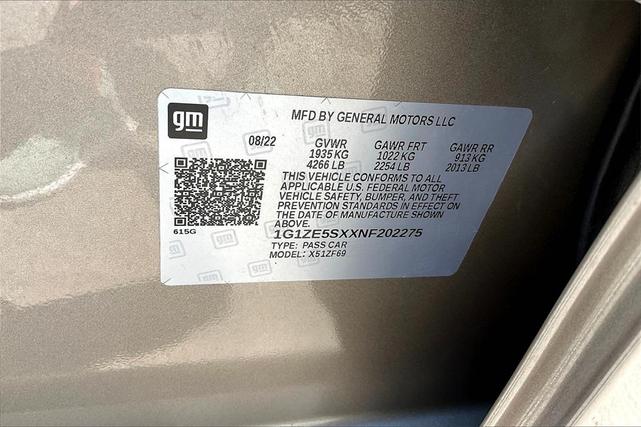 gm
MFD BY GENERAL MOTORS LLC
08/22 GVWR GAWR FRT GAWR RR
1935 KG 1022 KG 913 KG
4266 LB 2254 LB 2013 LB
THIS VEHICLE CONFORMS TO ALL
APPLICABLE U.S. FEDERAL MOTOR
VEHICLE SAFETY, BUMPER, AND THEFT
PREVENTION STANDARDS IN EFFECT ON
THE DATE OF MANUFACTURE SHOWN
ABOVE.
615G
1G1ZE5SXXNF202275
TYPE: PASS CAR
MODEL: X51ZF69